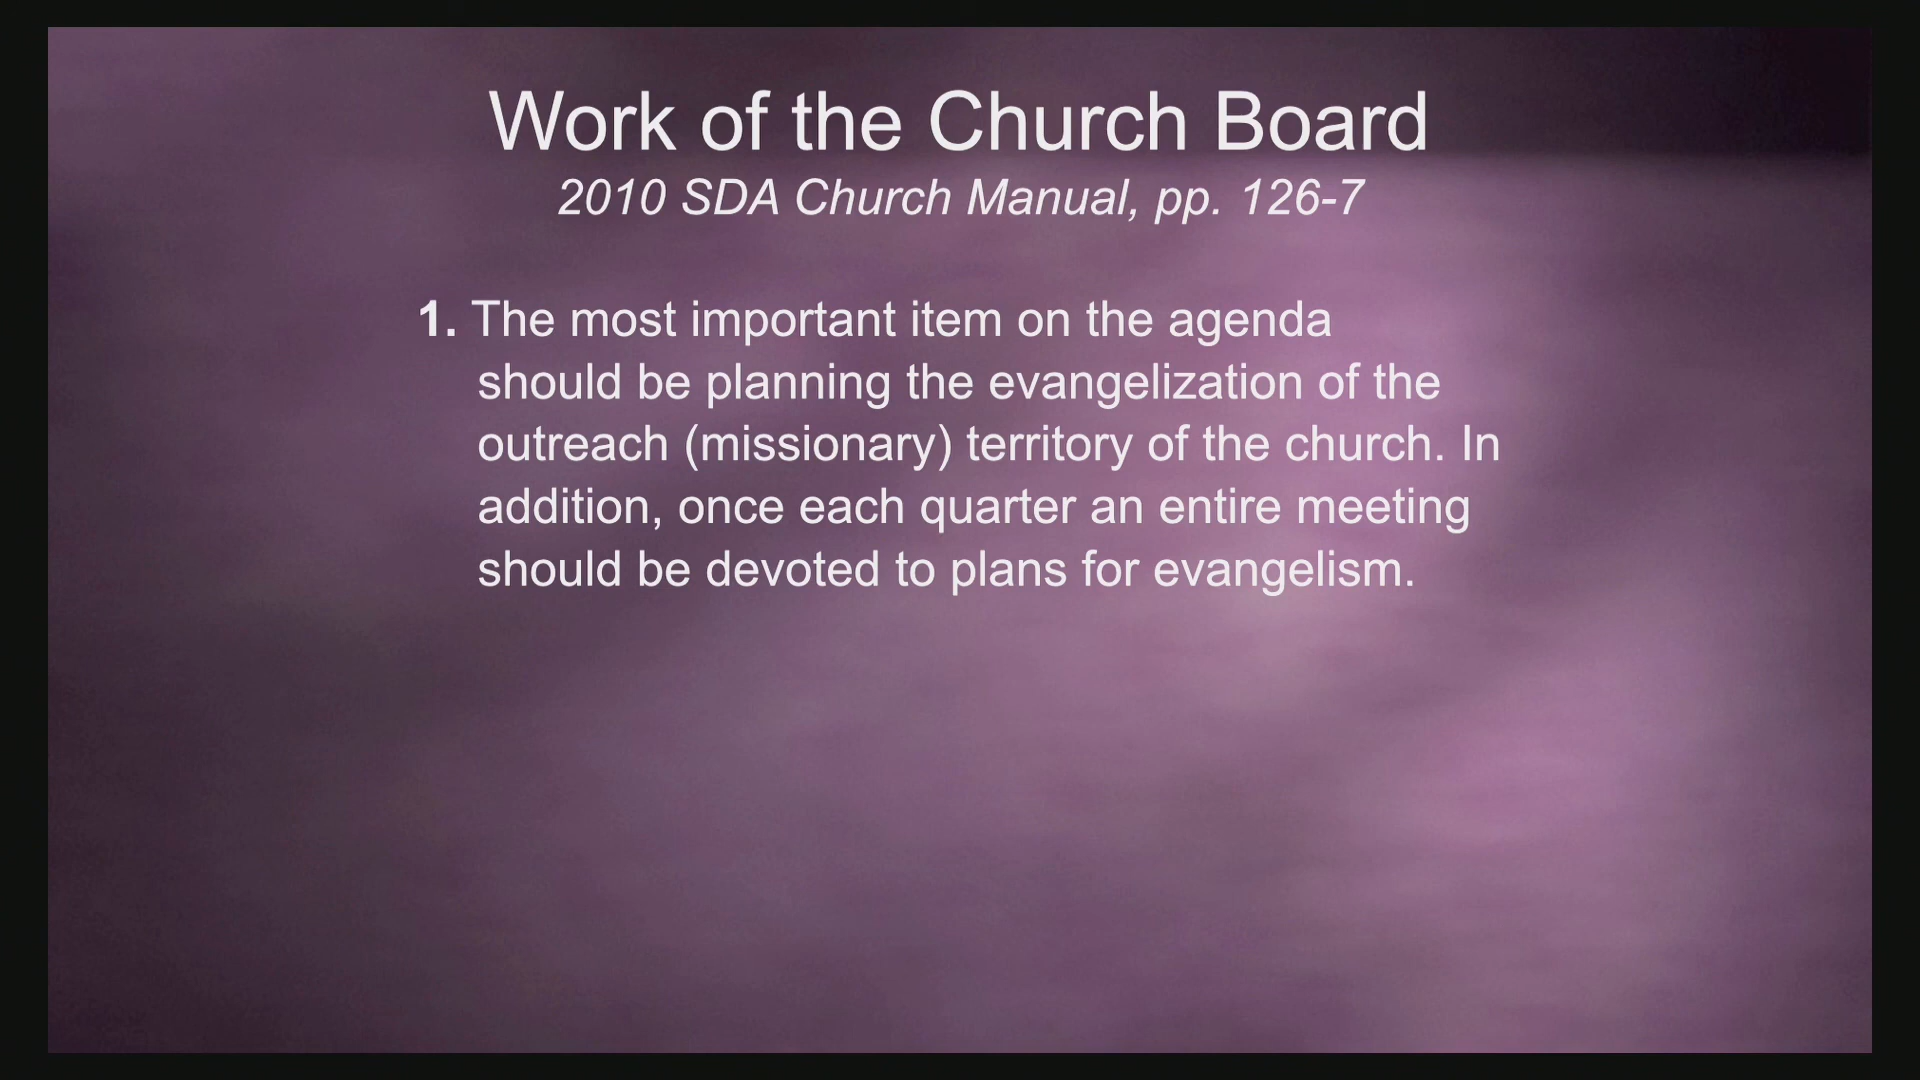 Work of the Church Board
2010 SDA Church Manual, pp. 126-7
1. The most important item on the agenda
should be planning the evangelization of the
outreach (missionary) territory of the church. In
addition, once each quarter an entire meeting
should be devoted to plans for evangelism.